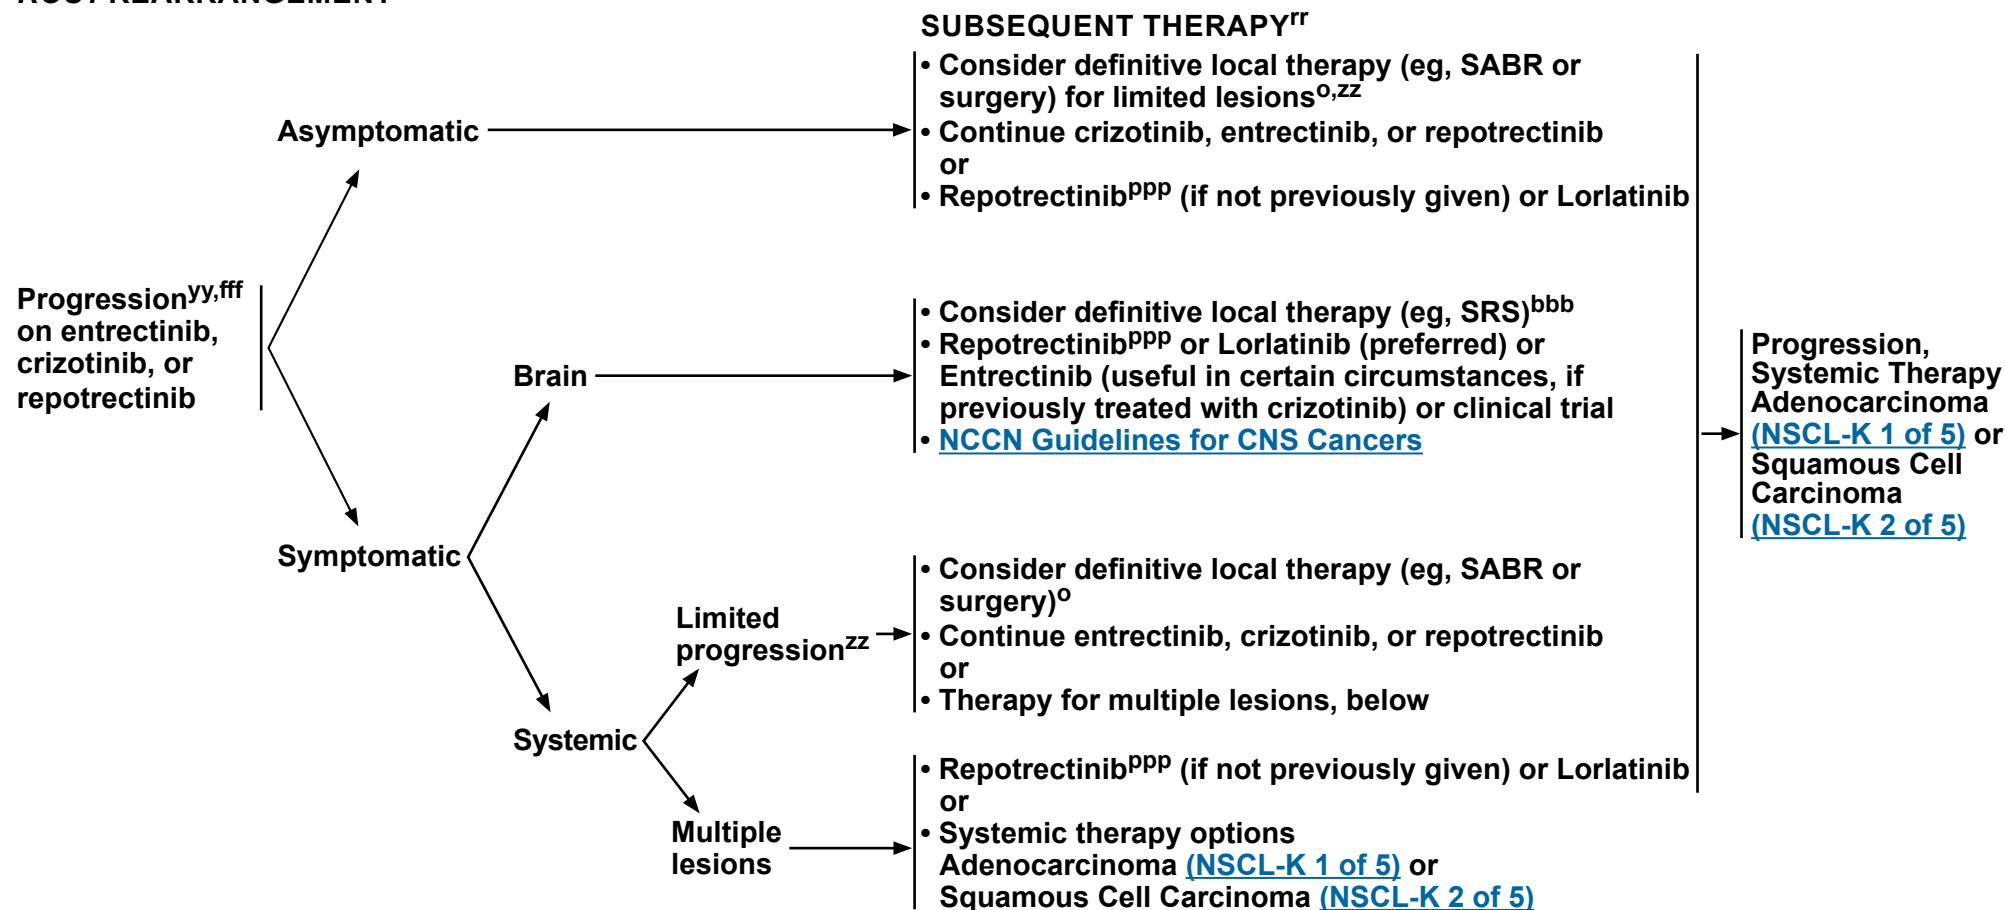 SUBSEQUENT THERAPYrr
Asymptomatic
• Consider definitive local therapy (eg, SABR or
surgery) for limited lesionso,zz
• Continue crizotinib, entrectinib, or repotrectinib
or
• Repotrectinibppp (if not previously given) or Lorlatinib
Progressionyy,fff
on entrectinib,
crizotinib, or
repotrectinib
Brain
• Consider definitive local therapy (eg, SRS)bbb
• Repotrectinibppp or Lorlatinib (preferred) or
Entrectinib (useful in certain circumstances, if
previously treated with crizotinib) or clinical trial
• NCCN Guidelines for CNS Cancers
Symptomatic
Limited
progressionzz
• Consider definitive local therapy (eg, SABR or
surgery)o
• Continue entrectinib, crizotinib, or repotrectinib
or
• Therapy for multiple lesions, below
Systemic
Multiple
lesions
• Repotrectinibppp (if not previously given) or Lorlatinib
or
• Systemic therapy options
Adenocarcinoma (NSCL-K 1 of 5) or
Squamous Cell Carcinoma (NSCL-K 2 of 5)
Progression,
Systemic Therapy
Adenocarcinoma
(NSCL-K 1 of 5) or
Squamous Cell
Carcinoma
(NSCL-K 2 of 5)